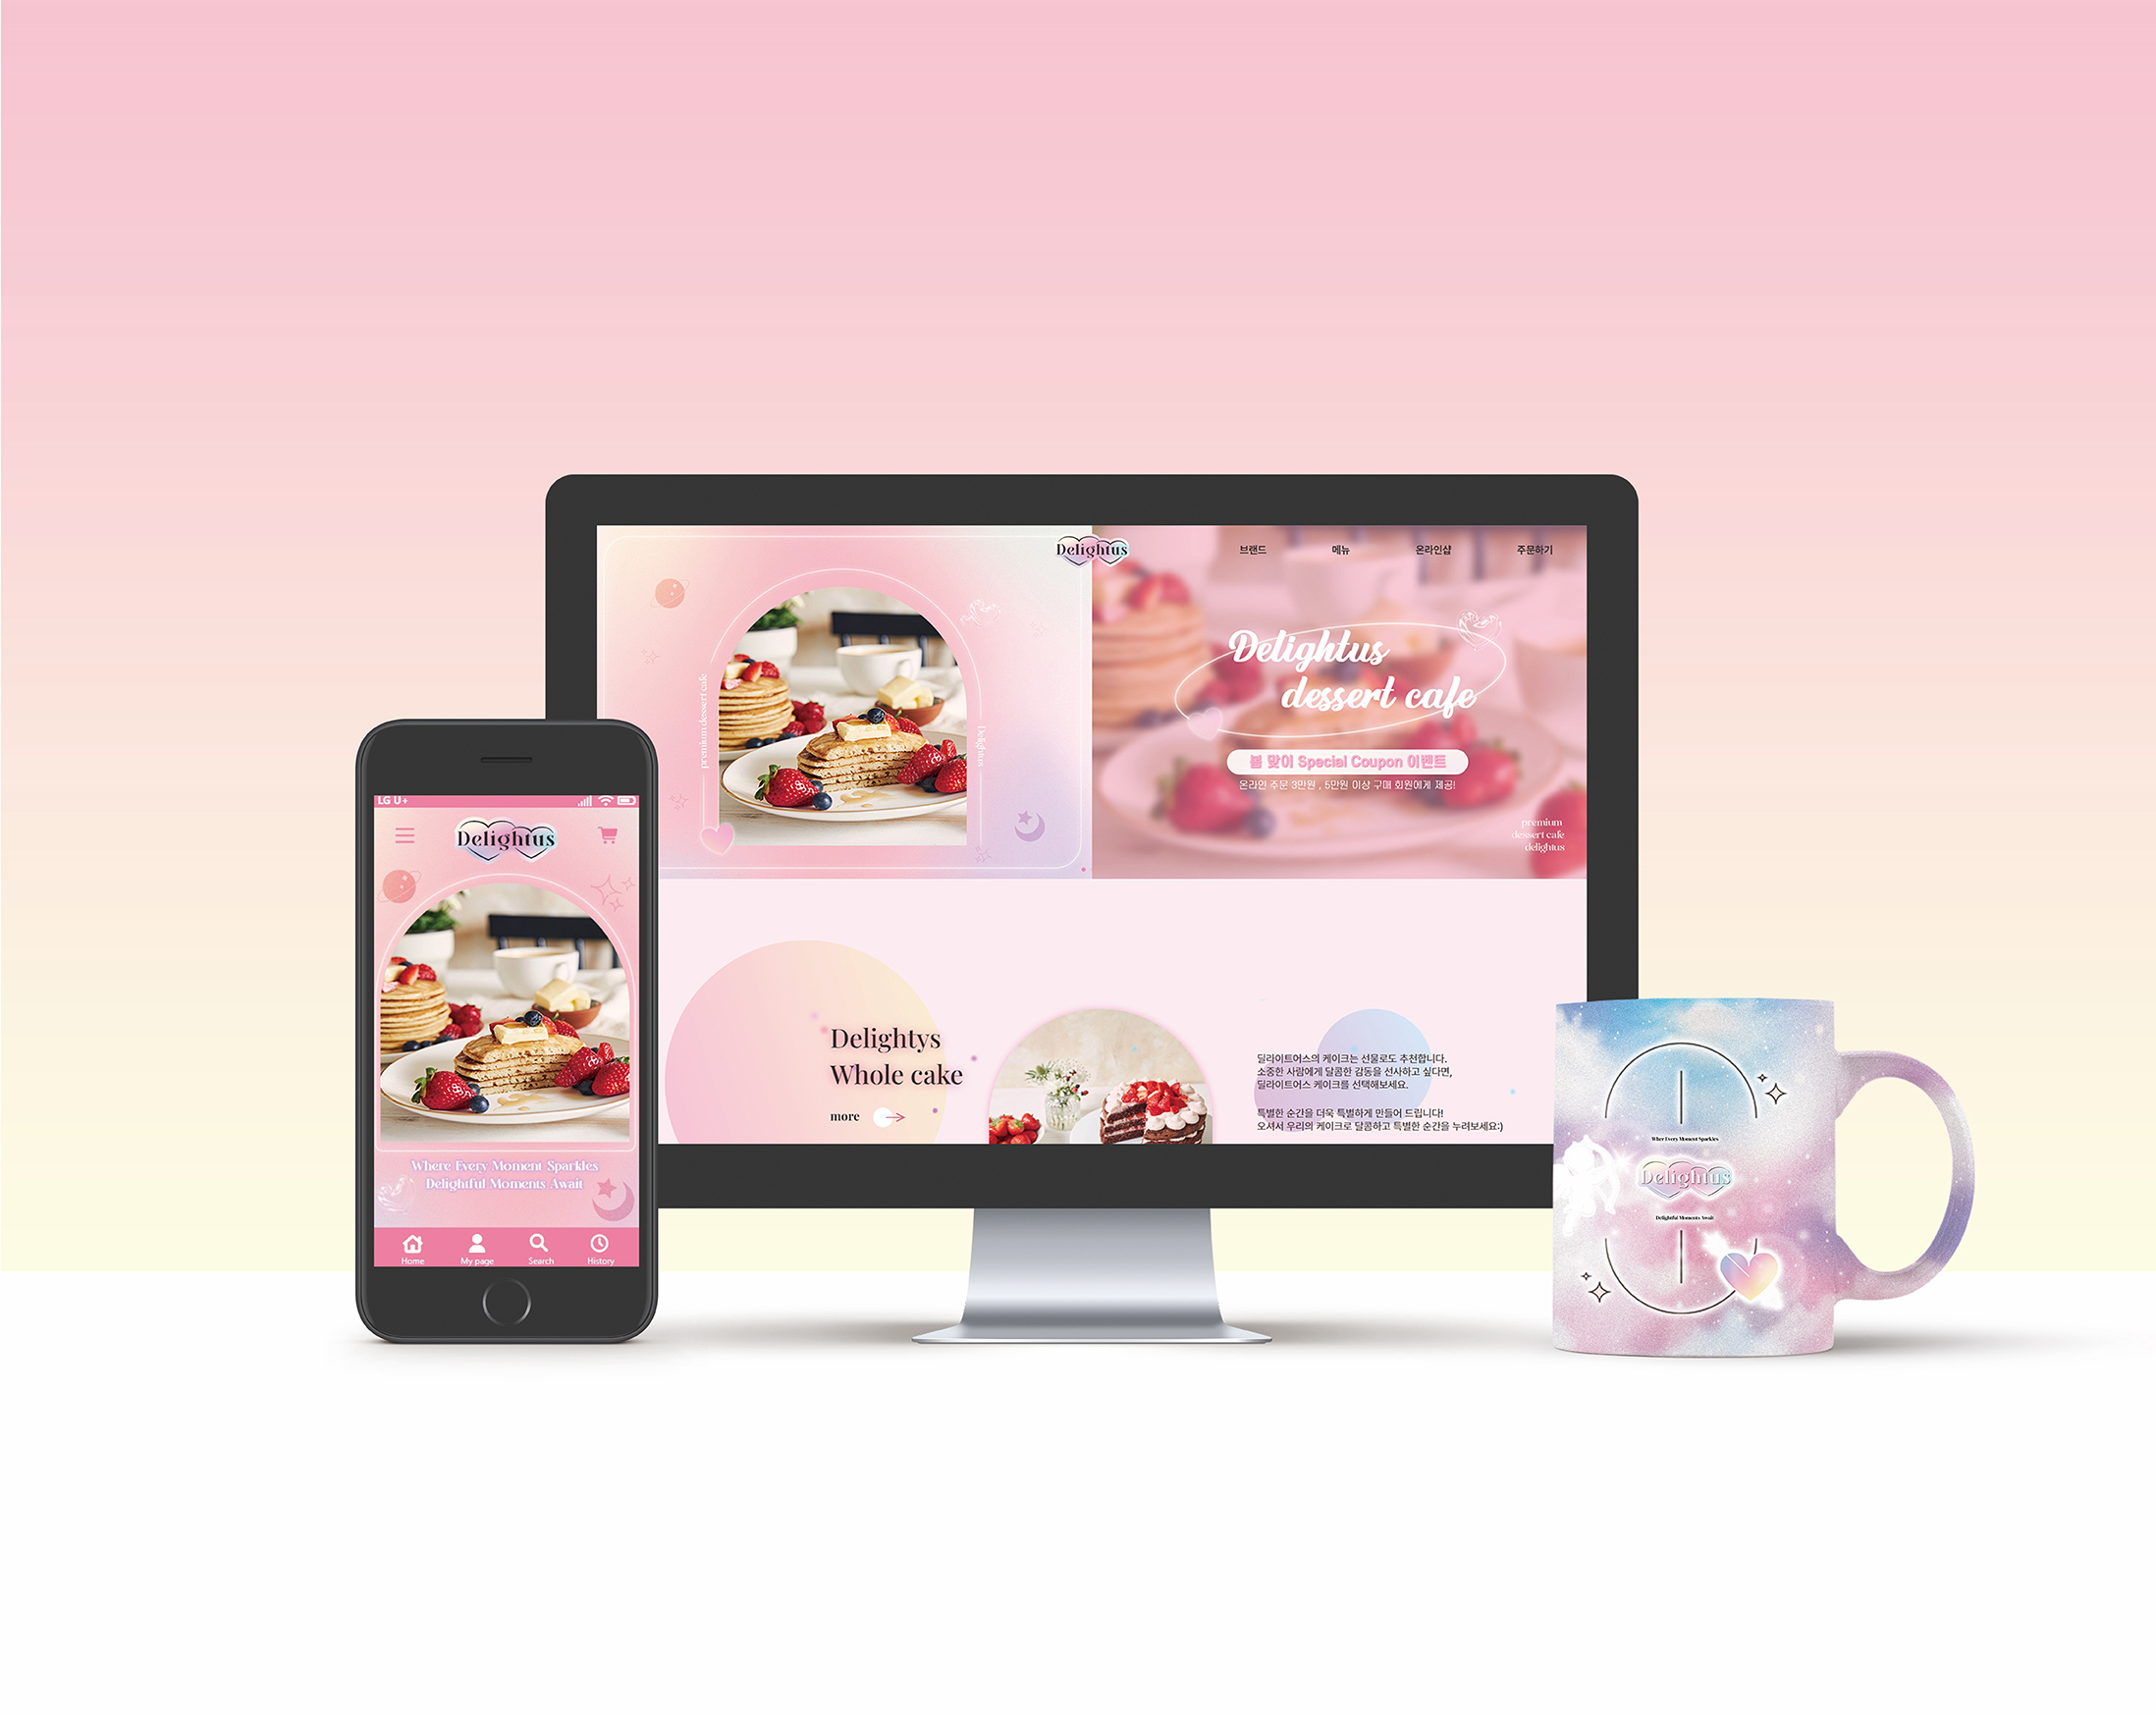 Delightus
브랜드
메뉴
온라인샵
주문하기
premium dessert cafe
Delightus
Delightus
dessert cafe
봄 맞이 Special Coupon 이벤트
온라인 주문 3만원 , 5만원 이상 구매 회원에게 제공!
premium
dessert cafe
delightus
Delightys
Whole cake
more
딜라이트어스의 케이크는 선물로도 추천합니다.
소중한 사람에게 달콤한 감동을 선사하고 싶다면,
딜라이트어스 케이크를 선택해보세요.
특별한 순간을 더욱 특별하게 만들어 드립니다!
오셔서 우리의 케이크로 달콤하고 특별한 순간을 누려보세요:)
LG U+
Delightus
Where Every Moment Sparkles
Delightful Moments Await
Home
My page
Search
History
Wher Every Moment Sparkles
Delightus
Delightful Moments Await